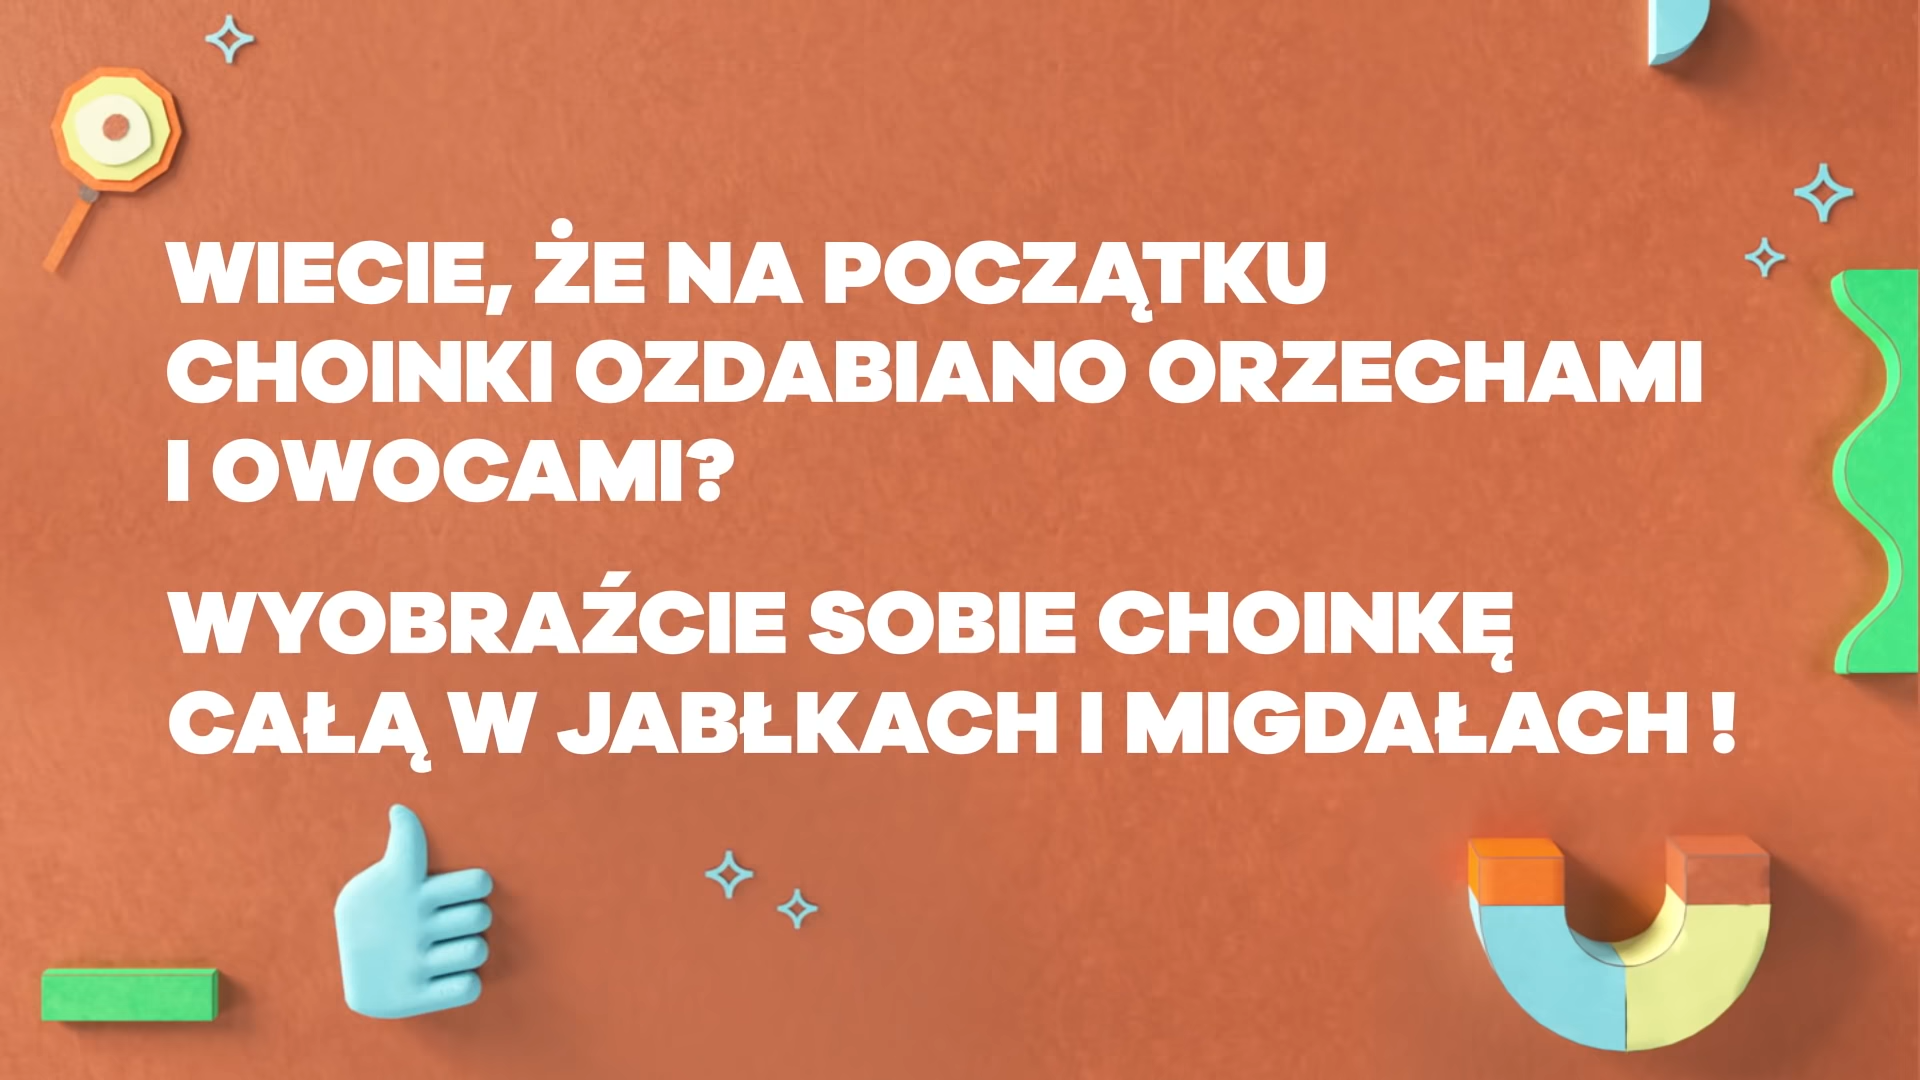 WIECIE, ŻE NA POCZĄTKU
CHOINKI OZDABIANO ORZECHAMI
I OWOCAMI?
WYOBRAŹCIE SOBIE CHOINKĘ
CAŁĄ W JABŁKACH I MIGDAŁACH !